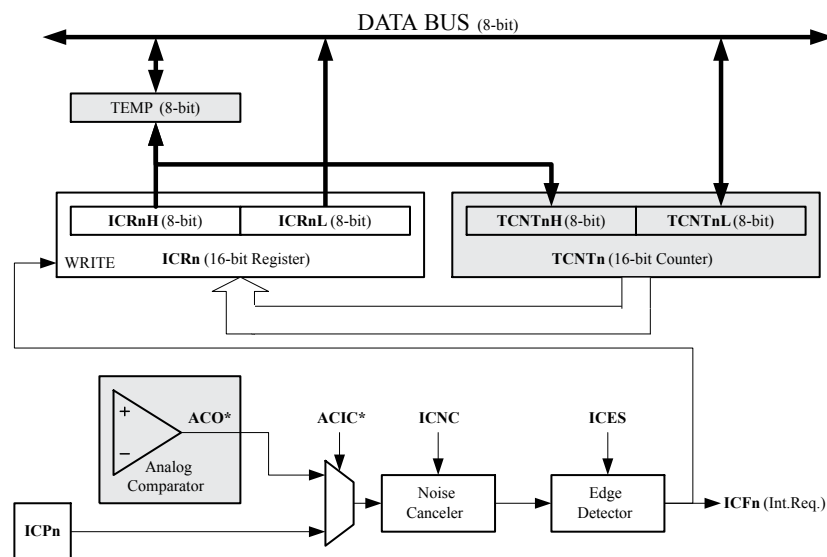 DATA BUS (8-bit)
TEMP (8-bit)
ICRnH (8-bit)
ICRnL (8-bit)
TCNTnH (8-bit)
TCNTnL (8-bit)
WRITE
ICRn (16-bit Register)
TCNTn (16-bit Counter)
+
−
ACO*
Analog
Comparator
ACIC*
ICNC
ICES
Noise
Canceler
Edge
Detector
ICFn (Int.Req.)
ICPn